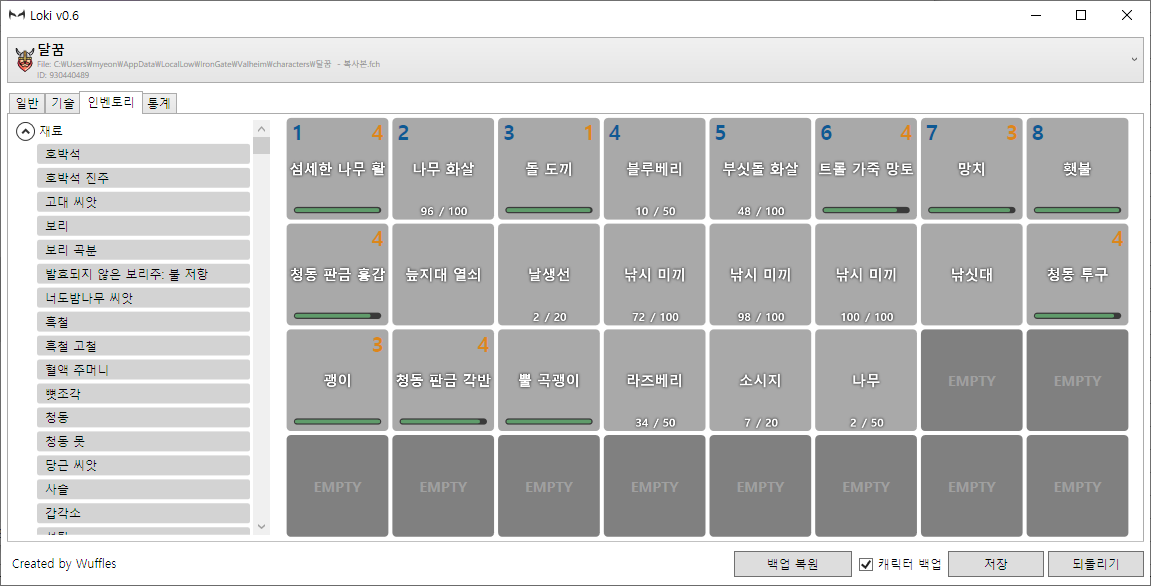 Loki v0.6
달꿈
File: C:₩Users₩myeon₩AppData₩LocalLow₩IronGate₩Valheim₩characters₩달꿈 - 복사본.fch
ID: 930440489
일반 기술 인벤토리 통계
재료
호박석
호박석 진주
고대 씨앗
보리
보리 곡분
발효되지 않은 보리주: 불 저항
너도밤나무 씨앗
흑철
흑철 고철
혈액 주머니
뼛조각
청동
청동 못
당근 씨앗
사슬
갑각소
1 4 2 3 1 4 5 6 4 7 3 8
섬세한 나무 활 나무 화살 돌 도끼 블루베리 부싯돌 화살 트롤 가죽 망토 망치 횃불
96 / 100 10 / 50 48 / 100
4 4
청동 판금 흉갑 늪지대 열쇠 날생선 낚시 미끼 낚시 미끼 낚시 미끼 낚싯대 청동 투구
2 / 20 72 / 100 98 / 100 100 / 100
3 4
괭이 청동 판금 각반 뿔 곡괭이 라즈베리 소시지 나무 EMPTY EMPTY
34 / 50 7 / 20 2 / 50
EMPTY EMPTY EMPTY EMPTY EMPTY EMPTY EMPTY EMPTY
Created by Wuffles 백업 복원 캐릭터 백업 저장 되돌리기